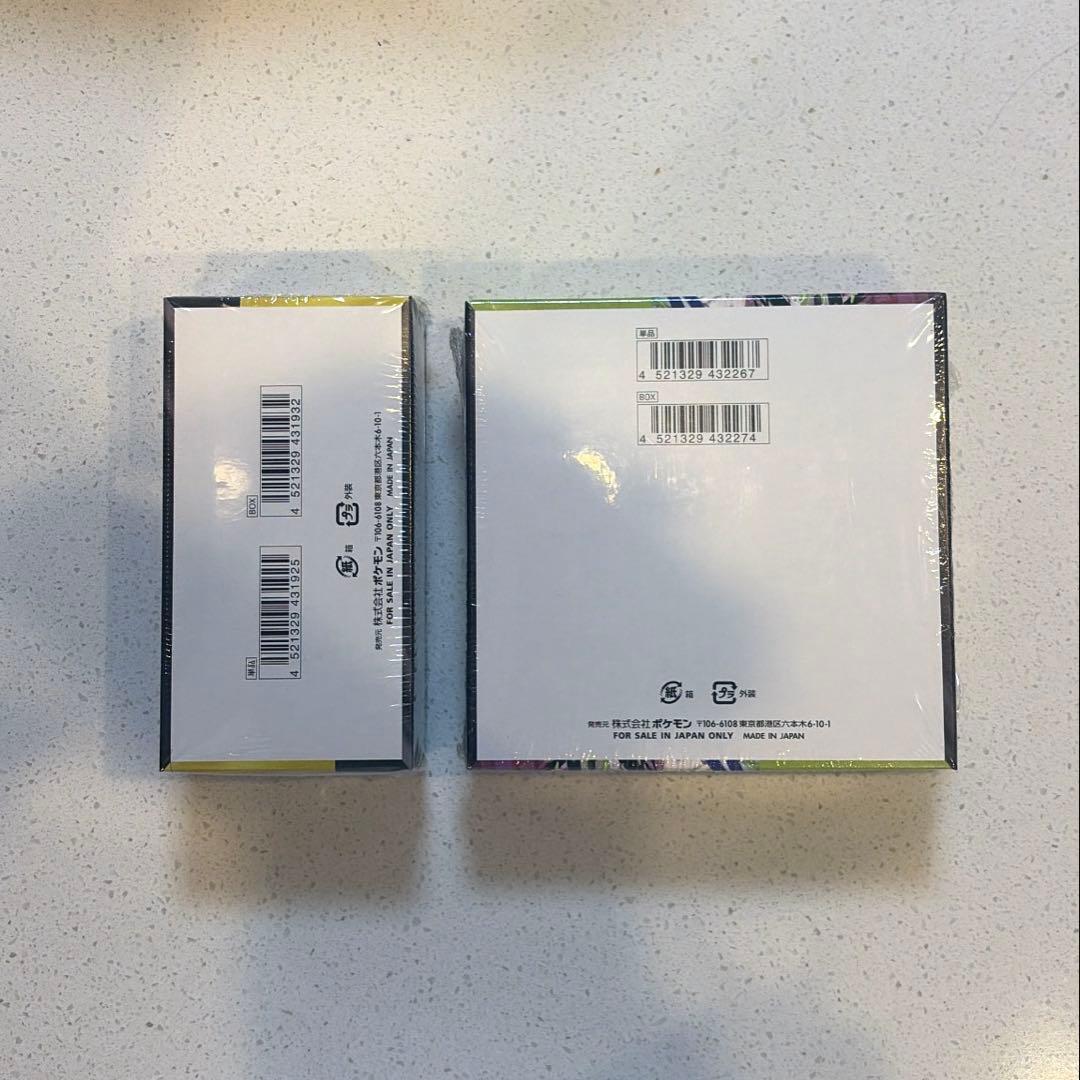 BOX
4 521329 431932
単品
4 521329 431925
紙 箱 プラ 外装
発売元 株式会社ポケモン 〒106-6108 東京都港区六本木6-10-1
FOR SALE IN JAPAN ONLY MADE IN JAPAN
単品
4 521329 432267
BOX
4 521329 432274
紙 箱 プラ 外装
発売元 株式会社ポケモン 〒106-6108 東京都港区六本木6-10-1
FOR SALE IN JAPAN ONLY MADE IN JAPAN